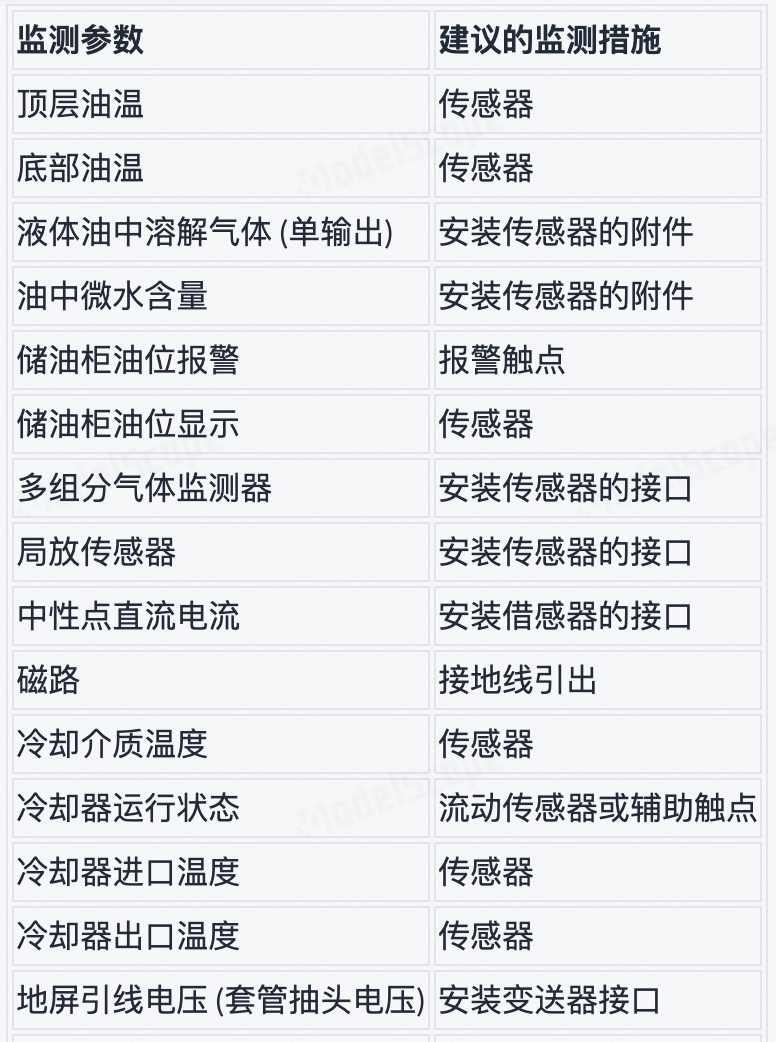 监测参数 建议的监测措施
顶层油温 传感器
底部油温 传感器
液体油中溶解气体 (单输出) 安装传感器的附件
油中微水含量 安装传感器的附件
储油柜油位报警 报警触点
储油柜油位显示 传感器
多组分气体监测器 安装传感器的接口
局放传感器 安装传感器的接口
中性点直流电流 安装借感器的接口
磁路 接地线引出
冷却介质温度 传感器
冷却器运行状态 流动传感器或辅助触点
冷却器进口温度 传感器
冷却器出口温度 传感器
地屏引线电压 (套管抽头电压) 安装变送器接口
ModelScope
ModelScope
ModelScope
ModelScope